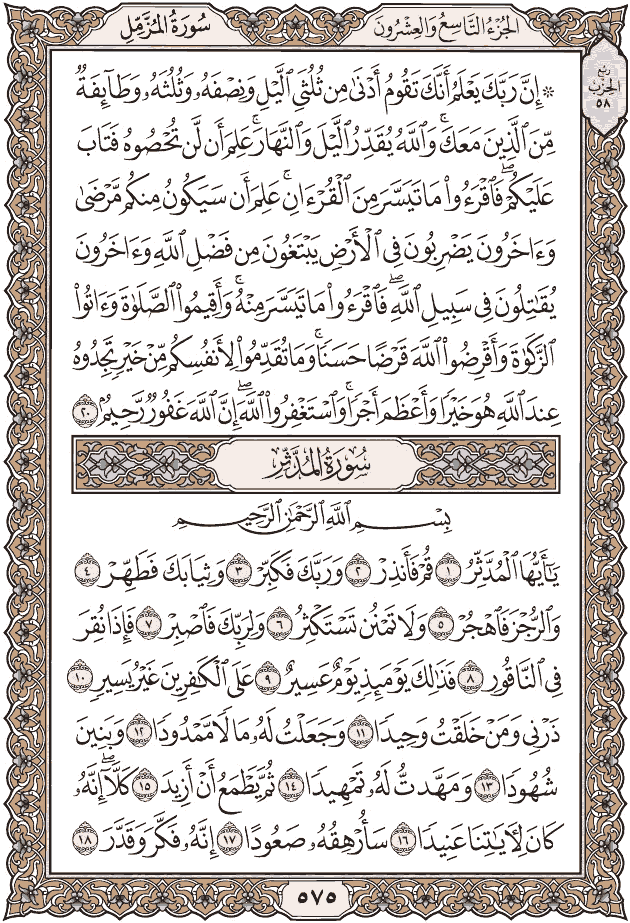 الجُزْءُ التَّاسِعُ وَالعِشْرُونَ
سُورَةُ المُزَّمِّلِ
رُبْع
الحِزْب
٥٨
۞ إِنَّ رَبَّكَ يَعْلَمُ أَنَّكَ تَقُومُ أَدْنَىٰ مِن ثُلُثَيِ ٱلَّيْلِ وَنِصْفَهُۥ وَثُلُثَهُۥ وَطَآئِفَةٌ
مِّنَ ٱلَّذِينَ مَعَكَۚ وَٱللَّهُ يُقَدِّرُ ٱلَّيْلَ وَٱلنَّهَارَۚ عَلِمَ أَن لَّن تُحْصُوهُ فَتَابَ
عَلَيْكُمْۖ فَٱقْرَءُوا۟ مَا تَيَسَّرَ مِنَ ٱلْقُرْءَانِۚ عَلِمَ أَن سَيَكُونُ مِنكُم مَّرْضَىٰ
وَءَاخَرُونَ يَضْرِبُونَ فِى ٱلْأَرْضِ يَبْتَغُونَ مِن فَضْلِ ٱللَّهِ وَءَاخَرُونَ
يُقَٰتِلُونَ فِى سَبِيلِ ٱللَّهِۖ فَٱقْرَءُوا۟ مَا تَيَسَّرَ مِنْهُۚ وَأَقِيمُوا۟ ٱلصَّلَوٰةَ وَءَاتُوا۟
ٱلزَّكَوٰةَ وَأَقْرِضُوا۟ ٱللَّهَ قَرْضًا حَسَنًاۚ وَمَا تُقَدِّمُوا۟ لِأَنفُسِكُم مِّنْ خَيْرٍ تَجِدُوهُ
عِندَ ٱللَّهِ هُوَ خَيْرًا وَأَعْظَمَ أَجْرًاۚ وَٱسْتَغْفِرُوا۟ ٱللَّهَۖ إِنَّ ٱللَّهَ غَفُورٌ رَّحِيمٌۢ ٢٠
سُورَةُ المُدَّثِّرِ
بِسْمِ ٱللَّهِ ٱلرَّحْمَٰنِ ٱلرَّحِيمِ
يَٰٓأَيُّهَا ٱلْمُدَّثِّرُ ١ قُمْ فَأَنذِرْ ٢ وَرَبَّكَ فَكَبِّرْ ٣ وَثِيَابَكَ فَطَهِّرْ ٤
وَٱلرُّجْزَ فَٱهْجُرْ ٥ وَلَا تَمْنُن تَسْتَكْثِرُ ٦ وَلِرَبِّكَ فَٱصْبِرْ ٧ فَإِذَا نُقِرَ
فِى ٱلنَّاقُورِ ٨ فَذَٰلِكَ يَوْمَئِذٍ يَوْمٌ عَسِيرٌ ٩ عَلَى ٱلْكَٰفِرِينَ غَيْرُ يَسِيرٍ ١٠
ذَرْنِى وَمَنْ خَلَقْتُ وَحِيدًا ١١ وَجَعَلْتُ لَهُۥ مَالًا مَّمْدُودًا ١٢ وَبَنِينَ
شُهُودًا ١٣ وَمَهَّدتُّ لَهُۥ تَمْهِيدًا ١٤ ثُمَّ يَطْمَعُ أَنْ أَزِيدَ ١٥ كَلَّآۖ إِنَّهُۥ
كَانَ لِءَايَٰتِنَا عَنِيدًا ١٦ سَأُرْهِقُهُۥ صَعُودًا ١٧ إِنَّهُۥ فَكَّرَ وَقَدَّرَ ١٨
٥٧٥